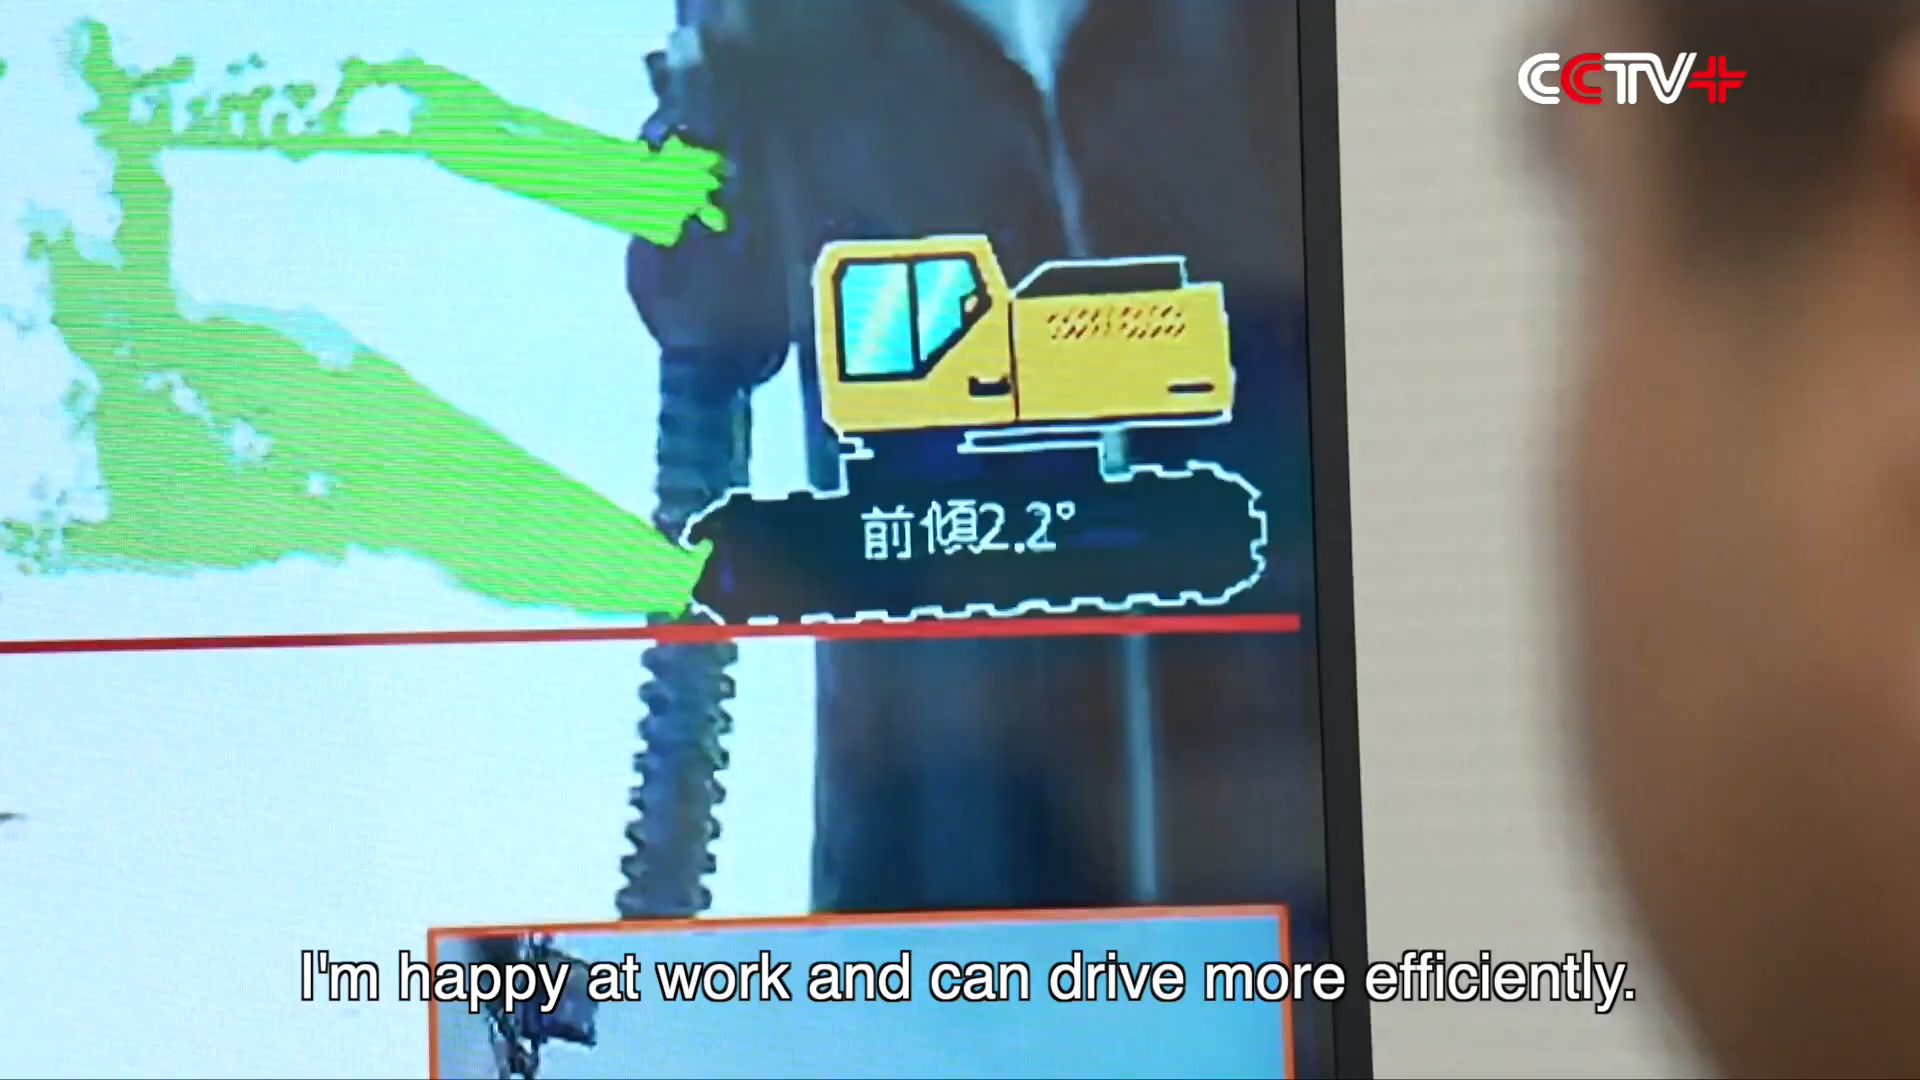 CCTV+
前傾2.2°
I'm happy at work and can drive more efficiently.